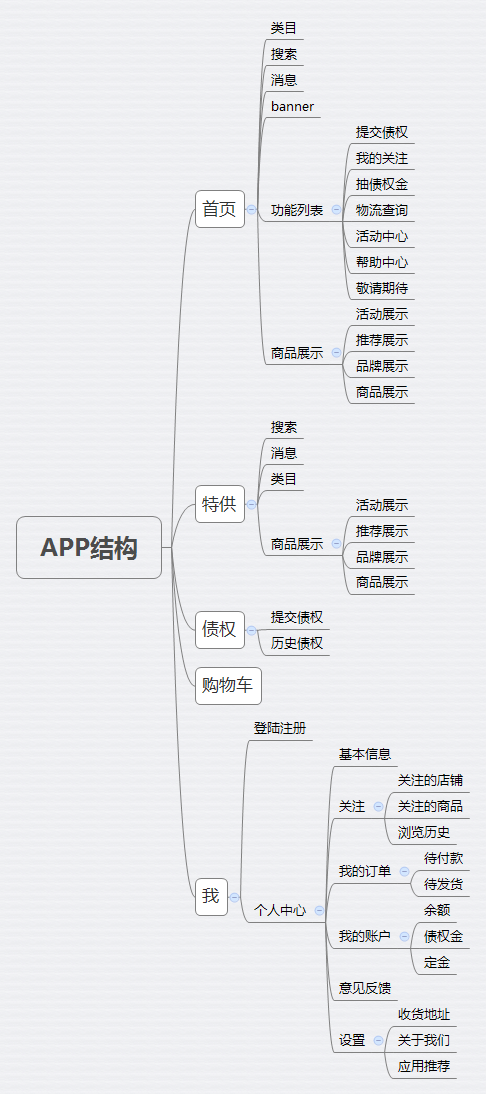 APP结构
首页
类目
搜索
消息
banner
功能列表
提交债权
我的关注
抽债权金
物流查询
活动中心
帮助中心
敬请期待
商品展示
活动展示
推荐展示
品牌展示
商品展示
特供
搜索
消息
类目
商品展示
活动展示
推荐展示
品牌展示
商品展示
债权
提交债权
历史债权
购物车
我
登陆注册
个人中心
基本信息
关注
关注的店铺
关注的商品
浏览历史
我的订单
待付款
待发货
我的账户
余额
债权金
定金
意见反馈
设置
收货地址
关于我们
应用推荐